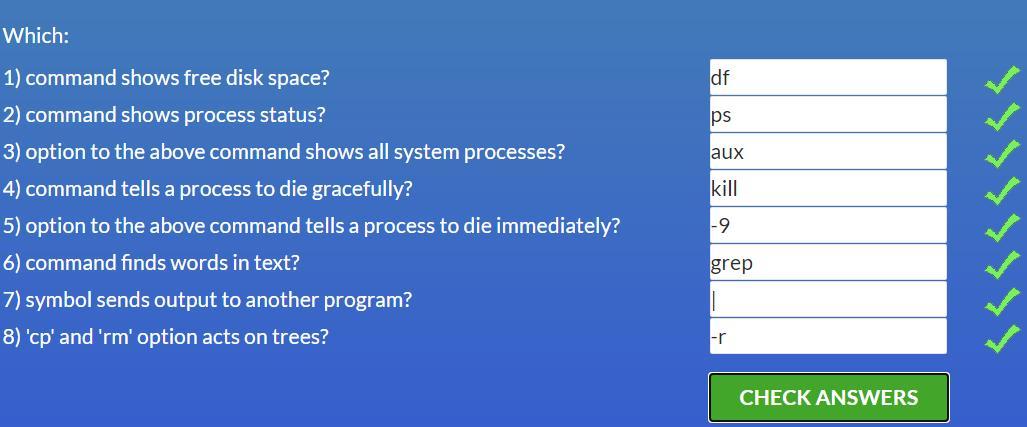 Which:
1) command shows free disk space? df
2) command shows process status? ps
3) option to the above command shows all system processes? aux
4) command tells a process to die gracefully? kill
5) option to the above command tells a process to die immediately? -9
6) command finds words in text? grep
7) symbol sends output to another program? |
8) 'cp' and 'rm' option acts on trees? -r
CHECK ANSWERS